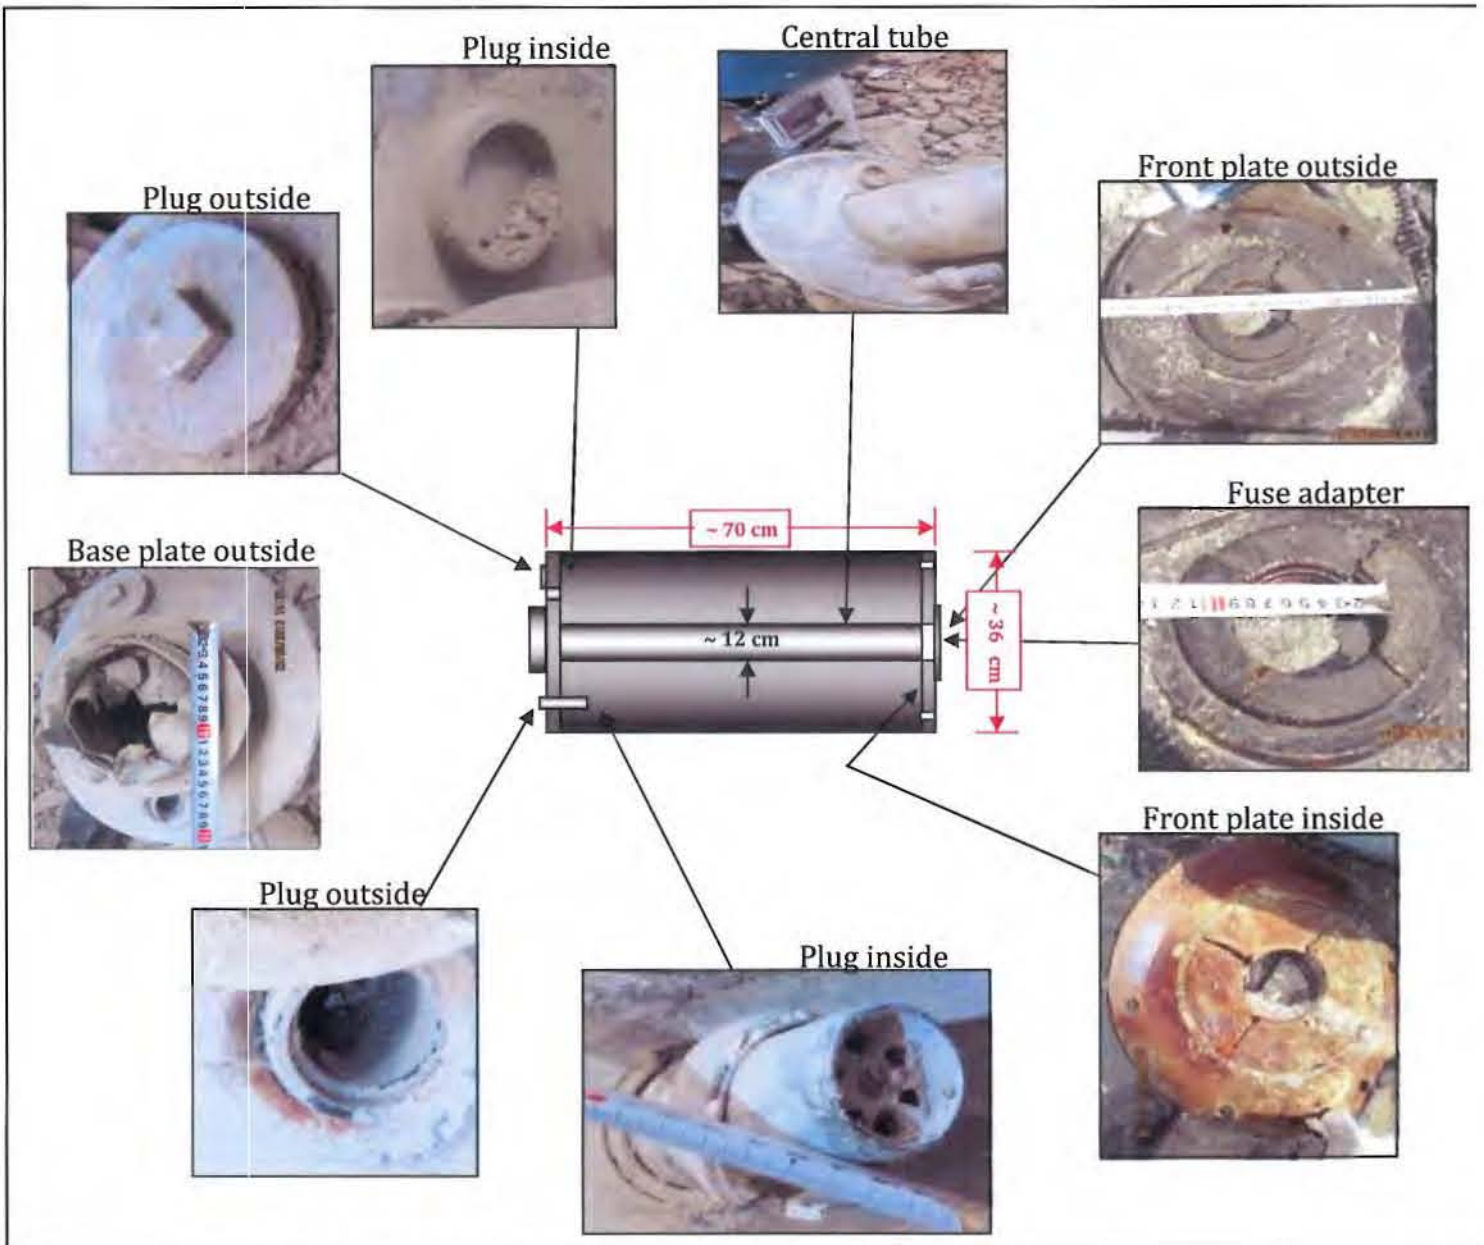 Plug inside
Central tube
Front plate outside
Plug outside
~ 70 cm
Fuse adapter
Base plate outside
~ 12 cm
~ 36 cm
Front plate inside
Plug outside
Plug inside